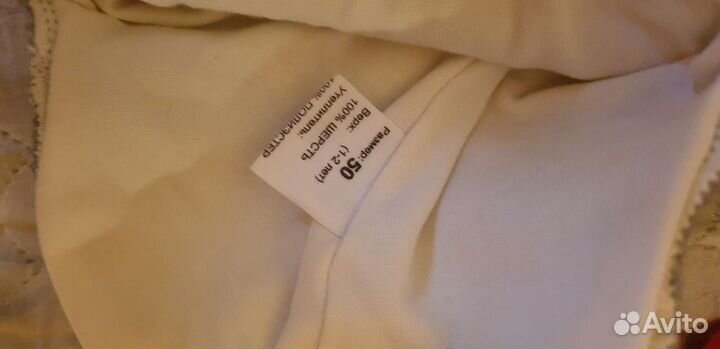 Размер: 50
(1-2 лет)
Верх:
100% ШЕРСТЬ
Утеплитель:
100% ПОЛИЭСТЕР
Avito